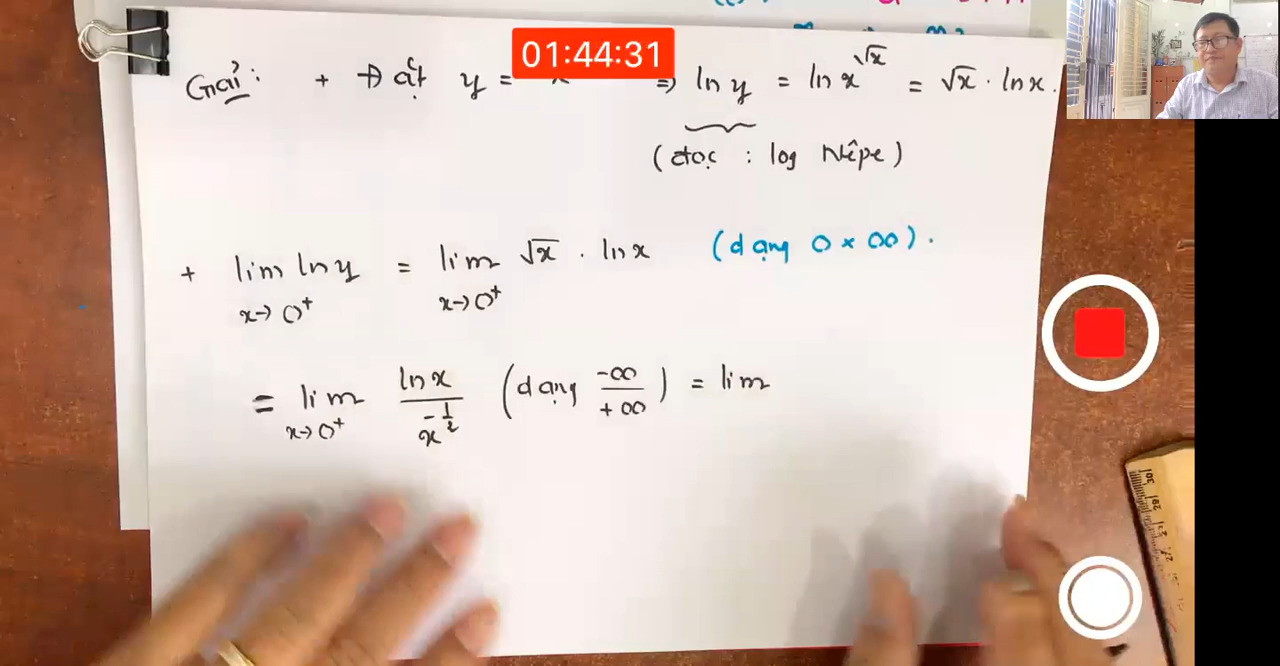 01:44:31
Giải: + Đặt y = x => ln y = ln x^√x = √x . ln x.
(đọc : log Nêpe)
+ lim ln y = lim √x . ln x (dạng 0 × ∞).
x→0⁺ x→0⁺
= lim ln x / x^(-1/2) (dạng -∞/+∞) = lim
x→0⁺